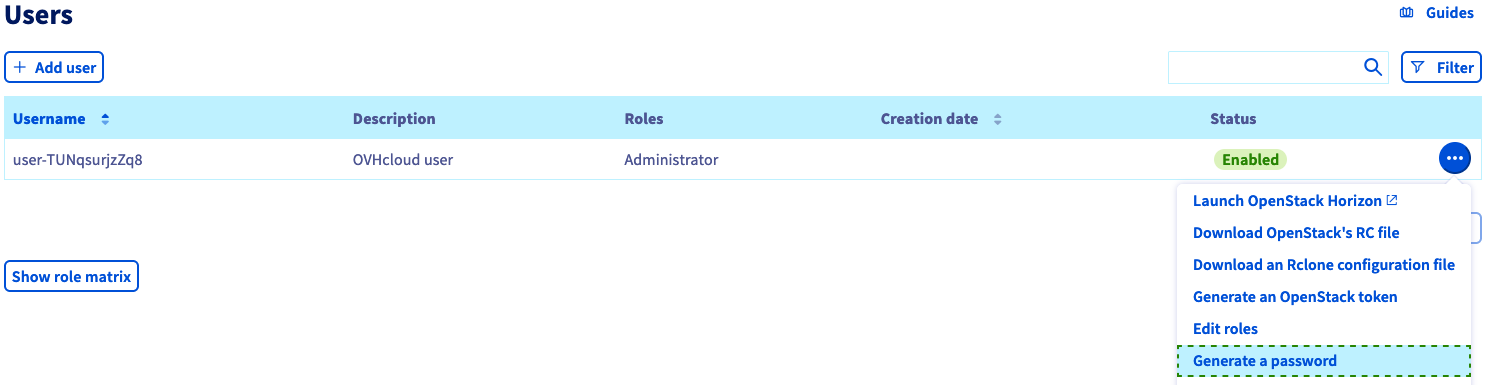 Users
Guides
+ Add user
Filter
Username Description Roles Creation date Status
user-TUNqsurjzZq8 OVHcloud user Administrator Enabled
Launch OpenStack Horizon
Download OpenStack's RC file
Download an Rclone configuration file
Show role matrix
Generate an OpenStack token
Edit roles
Generate a password